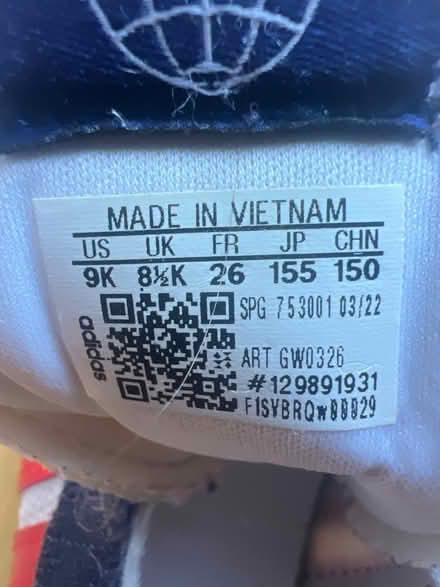 MADE IN VIETNAM
US UK FR JP CHN
9K 8½K 26 155 150
SPG 753001 03/22
adidas
ART GW0326
#129891931